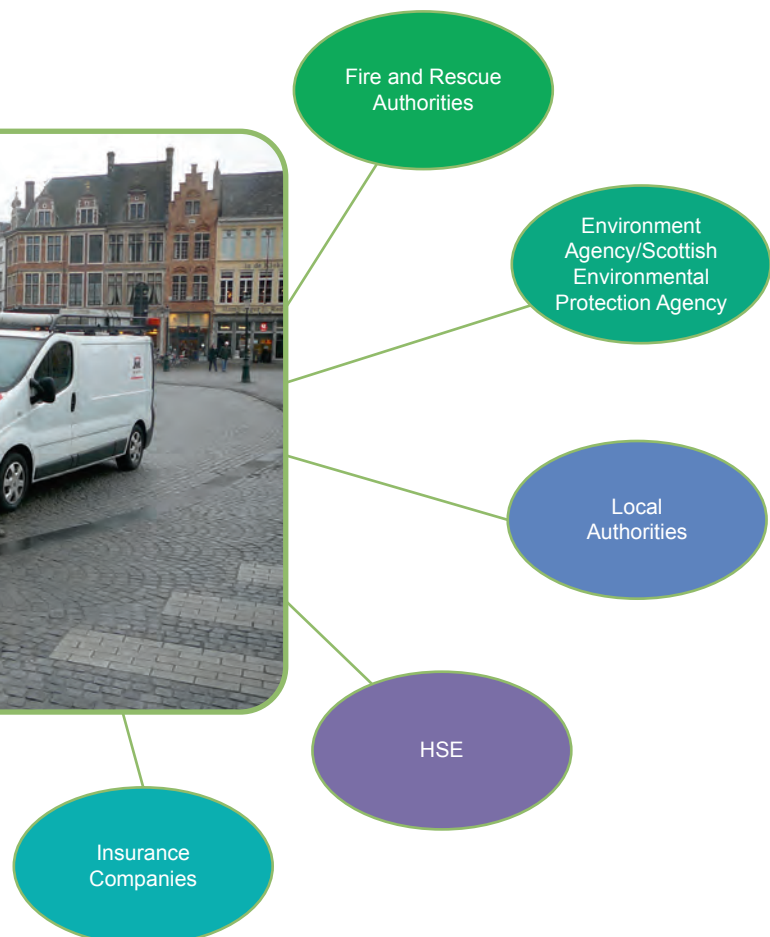 Fire and Rescue
Authorities
Environment
Agency/Scottish
Environmental
Protection Agency
Local
Authorities
HSE
Insurance
Companies